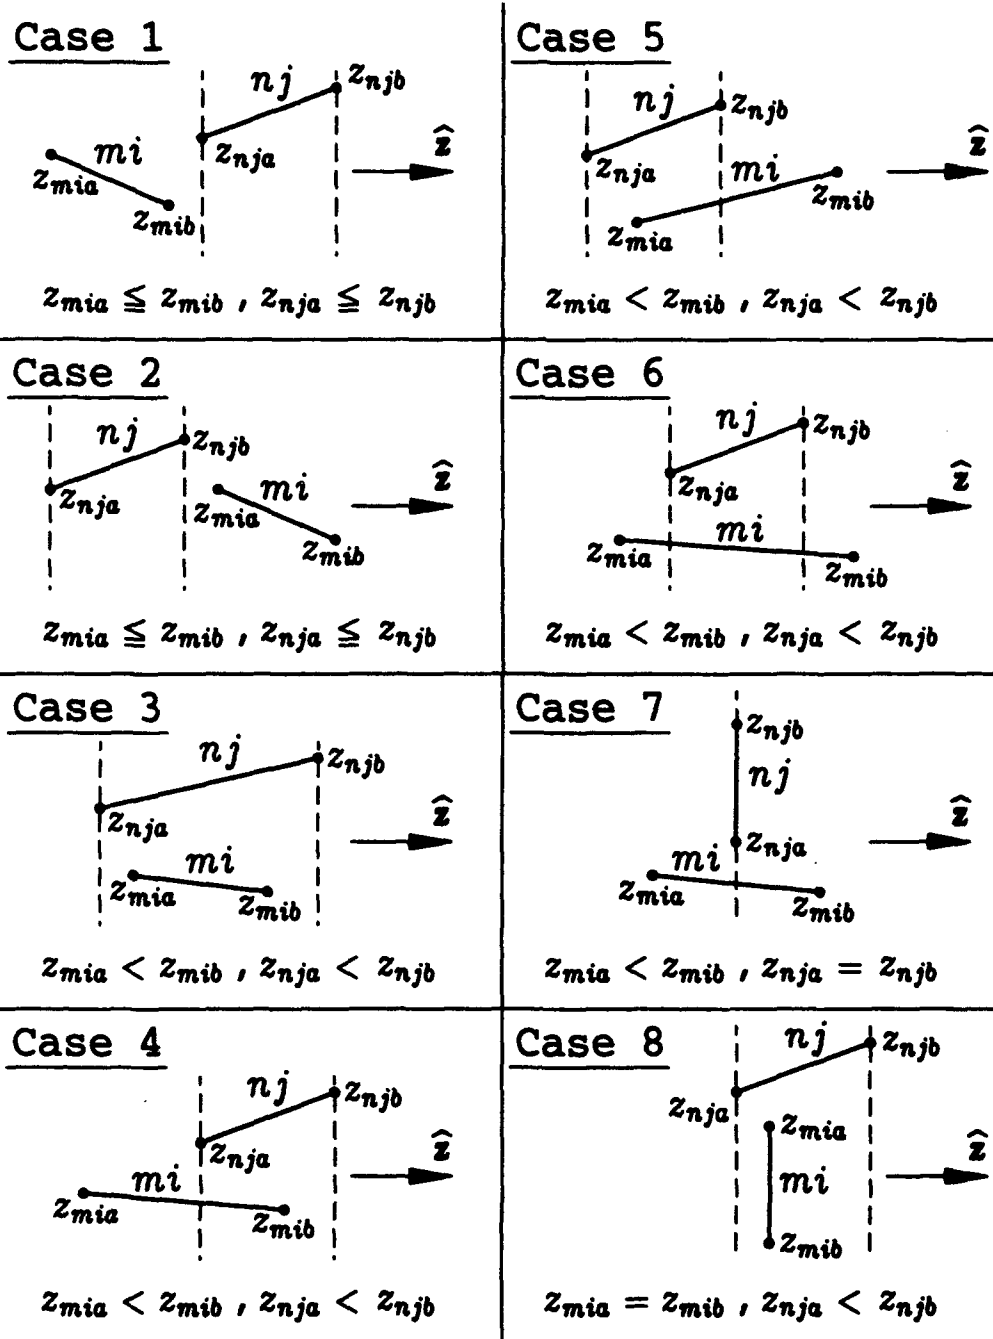 Case 1
nj
z_njb
mi
z_nja
ẑ
z_mia
z_mib
z_mia ≦ z_mib , z_nja ≦ z_njb
Case 2
nj
z_njb
mi
z_nja
z_mia
ẑ
z_mib
z_mia ≦ z_mib , z_nja ≦ z_njb
Case 3
nj
z_njb
z_nja
ẑ
mi
z_mia
z_mib
z_mia < z_mib , z_nja < z_njb
Case 4
nj
z_njb
z_nja
ẑ
mi
z_mia
z_mib
z_mia < z_mib , z_nja < z_njb
Case 5
nj
z_njb
z_nja
mi
ẑ
z_mib
z_mia
z_mia < z_mib , z_nja < z_njb
Case 6
nj
z_njb
z_nja
ẑ
mi
z_mia
z_mib
z_mia < z_mib , z_nja < z_njb
Case 7
z_njb
nj
z_nja
ẑ
mi
z_mia
z_mib
z_mia < z_mib , z_nja = z_njb
Case 8
nj
z_njb
z_nja
z_mia
ẑ
mi
z_mib
z_mia = z_mib , z_nja < z_njb